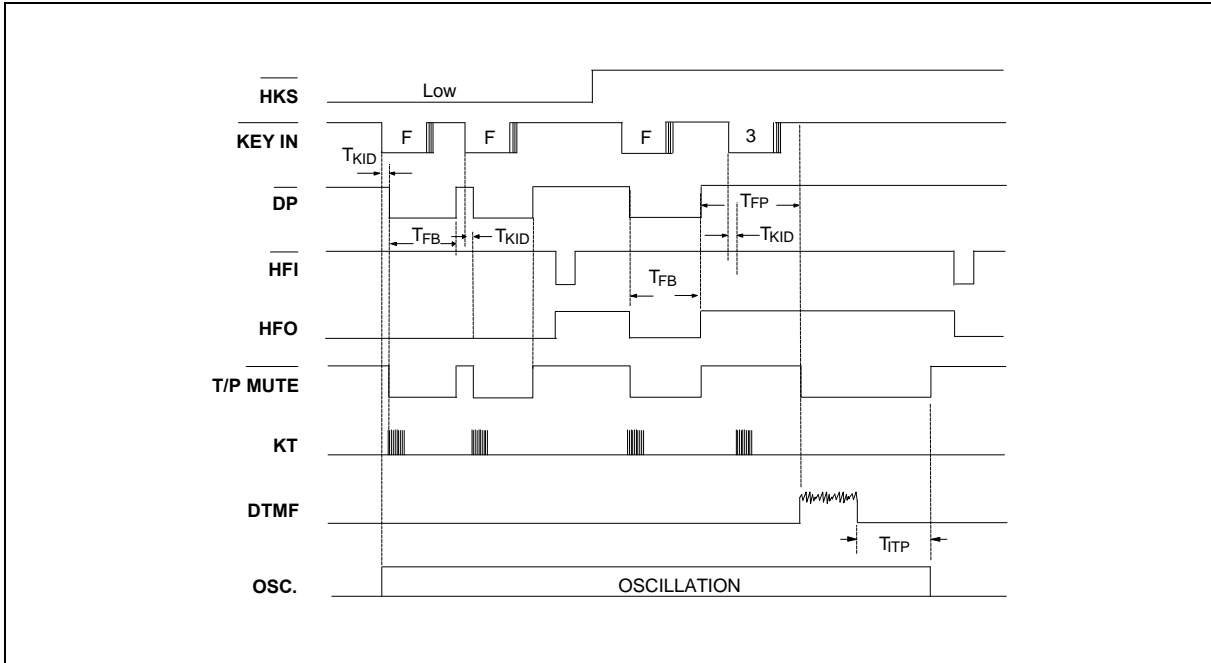 HKS Low
KEY IN F F F 3
TKID
DP
TFP
TFB TKID TKID
HFI
TFB
HFO
T/P MUTE
KT
DTMF
TITP
OSC. OSCILLATION